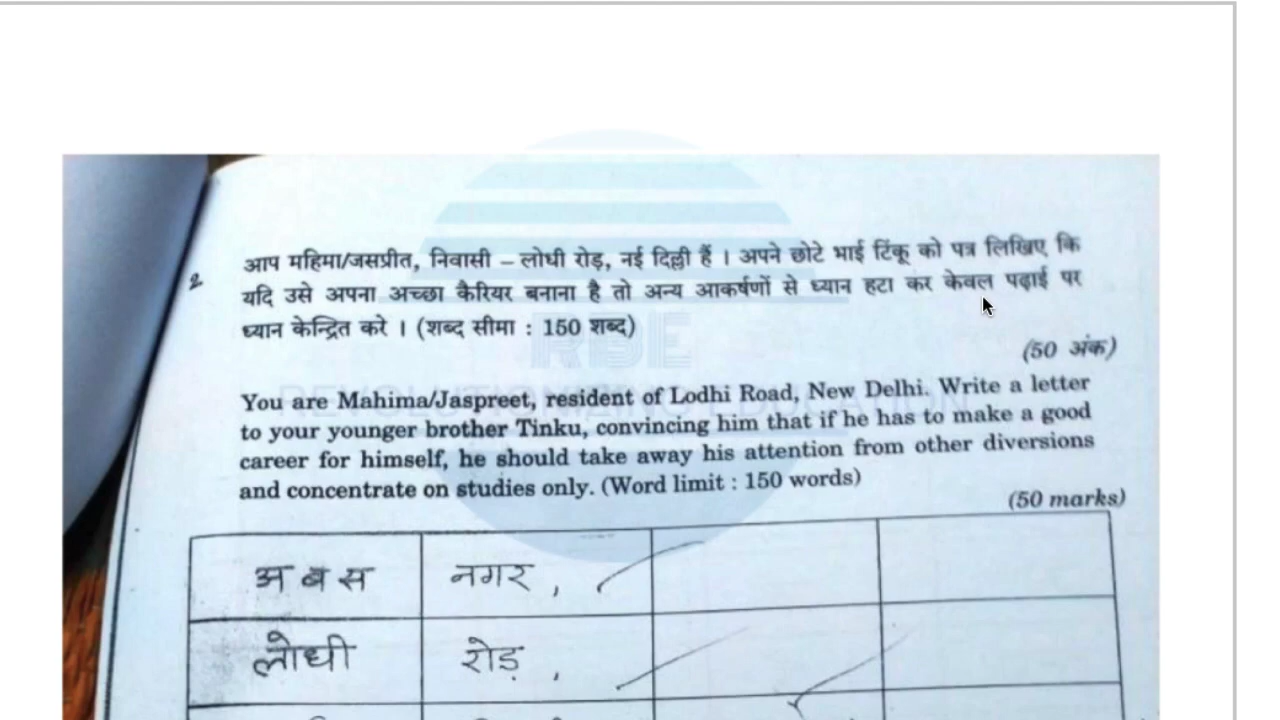 2
आप महिमा/जसप्रीत, निवासी – लोधी रोड़, नई दिल्ली हैं । अपने छोटे भाई टिंकू को पत्र लिखिए कि
यदि उसे अपना अच्छा कैरियर बनाना है तो अन्य आकर्षणों से ध्यान हटा कर केवल पढ़ाई पर
ध्यान केन्द्रित करे । (शब्द सीमा : 150 शब्द)
(50 अंक)
RBE
REVOLUTIONIZING EDUCATION
You are Mahima/Jaspreet, resident of Lodhi Road, New Delhi. Write a letter
to your younger brother Tinku, convincing him that if he has to make a good
career for himself, he should take away his attention from other diversions
and concentrate on studies only. (Word limit : 150 words)
(50 marks)
अ ब स नगर ,
लोधी रोड़ ,